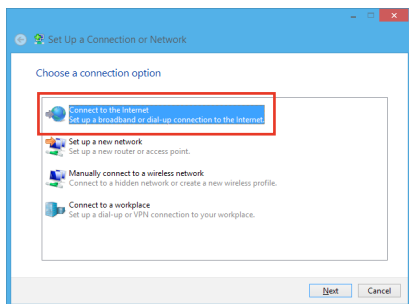 Set Up a Connection or Network
Choose a connection option
Connect to the Internet
Set up a broadband or dial-up connection to the Internet.
Set up a new network
Set up a new router or access point.
Manually connect to a wireless network
Connect to a hidden network or create a new wireless profile.
Connect to a workplace
Set up a dial-up or VPN connection to your workplace.
Next Cancel